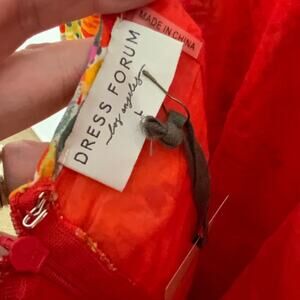 MADE IN CHINA
DRESS FORUM
los angeles
L